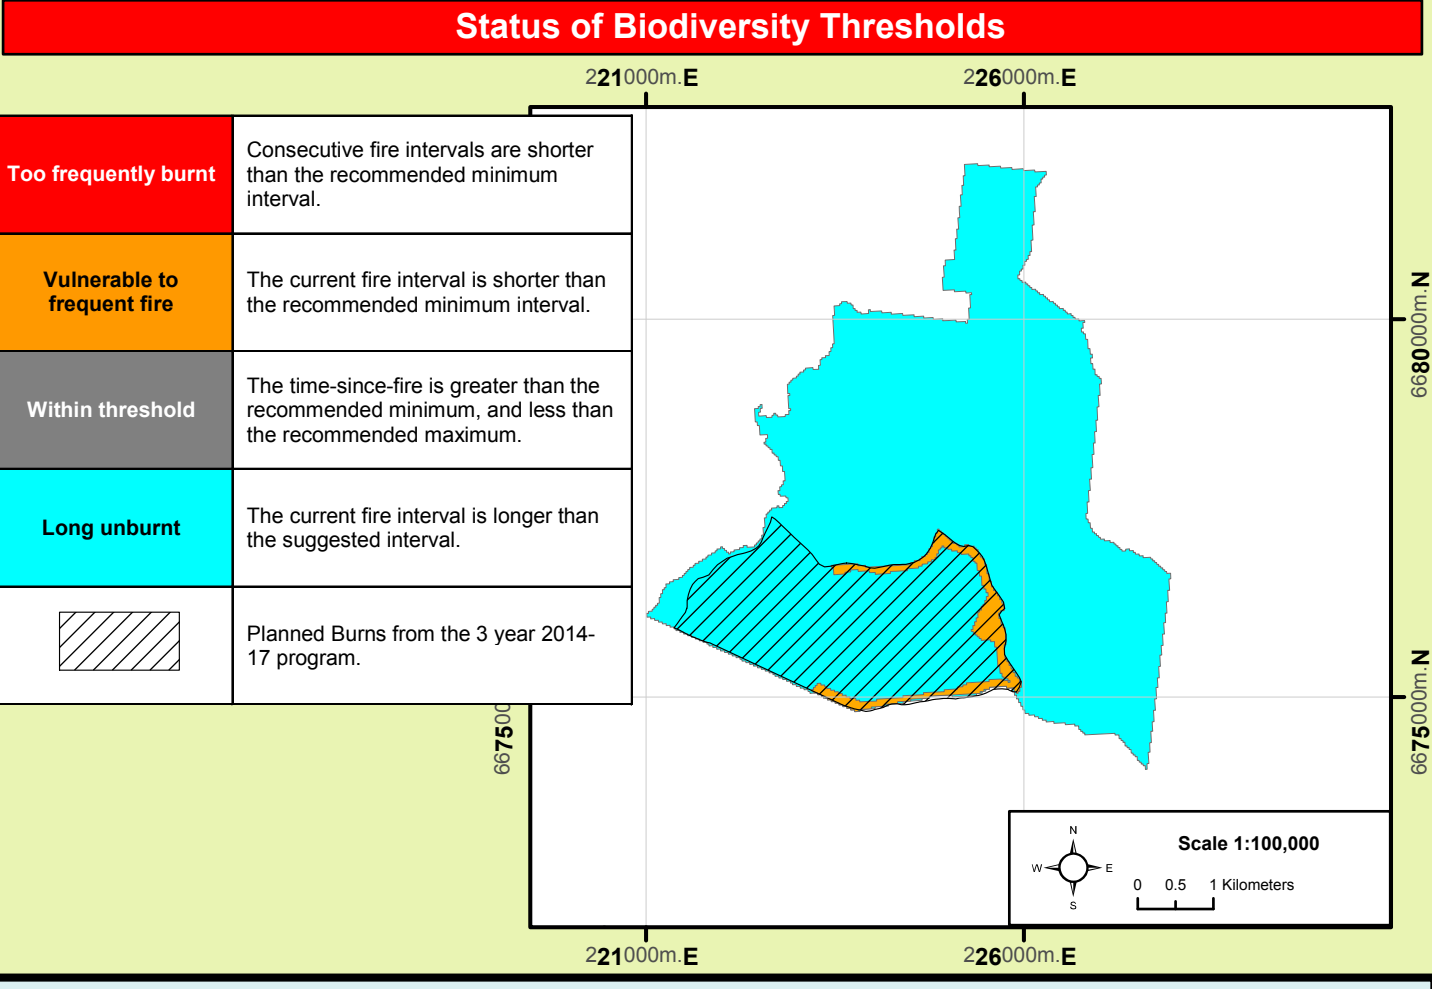 Status of Biodiversity Thresholds
221000m.E
226000m.E
Too frequently burnt
Consecutive fire intervals are shorter
than the recommended minimum
interval.
Vulnerable to
frequent fire
The current fire interval is shorter than
the recommended minimum interval.
Within threshold
The time-since-fire is greater than the
recommended minimum, and less than
the recommended maximum.
Long unburnt
The current fire interval is longer than
the suggested interval.
Planned Burns from the 3 year 2014-
17 program.
6680000m.N
667500
6675000m.N
N
W
E
S
Scale 1:100,000
0 0.5 1 Kilometers
221000m.E
226000m.E